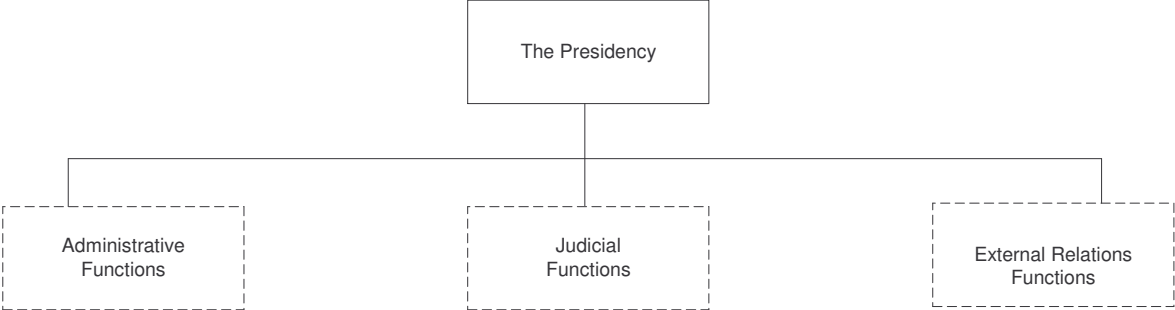 The Presidency
Administrative
Functions
Judicial
Functions
External Relations
Functions